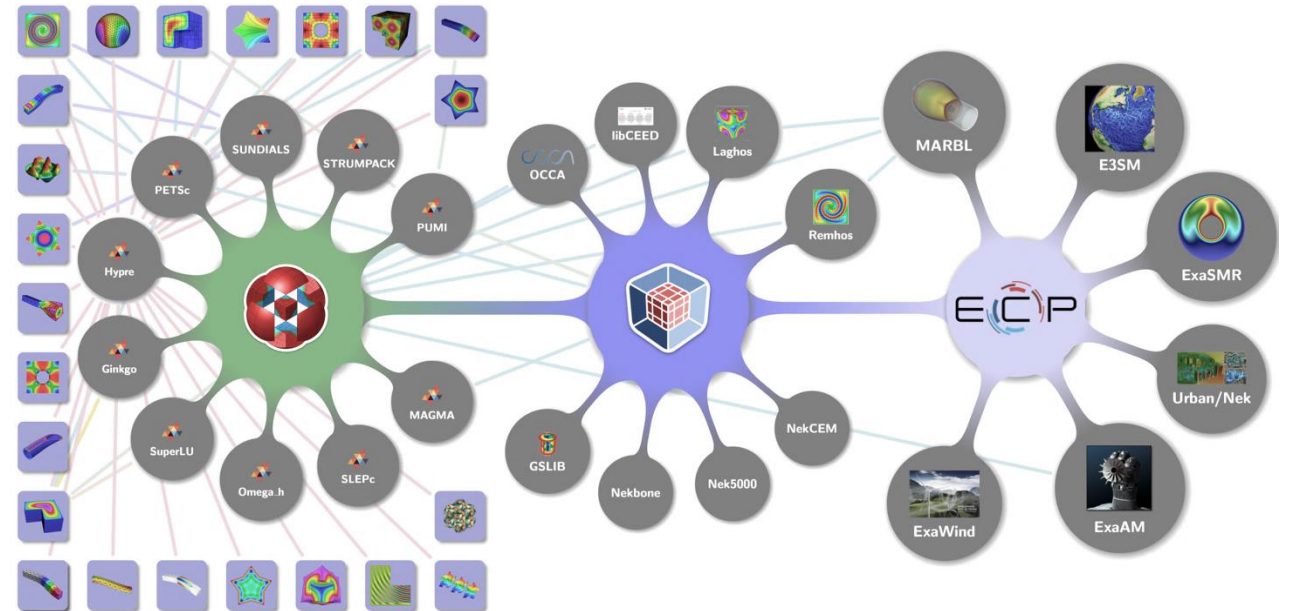 SUNDIALS
STRUMPACK
PETSc
PUMI
Hypre
Ginkgo
SuperLU
Omega_h
SLEPc
MAGMA
OCCA
OCCA
libCEED
Laghos
Remhos
GSLIB
Nekbone
Nek5000
NekCEM
MARBL
E3SM
ExaSMR
ECP
Urban/Nek
ExaAM
ExaWind